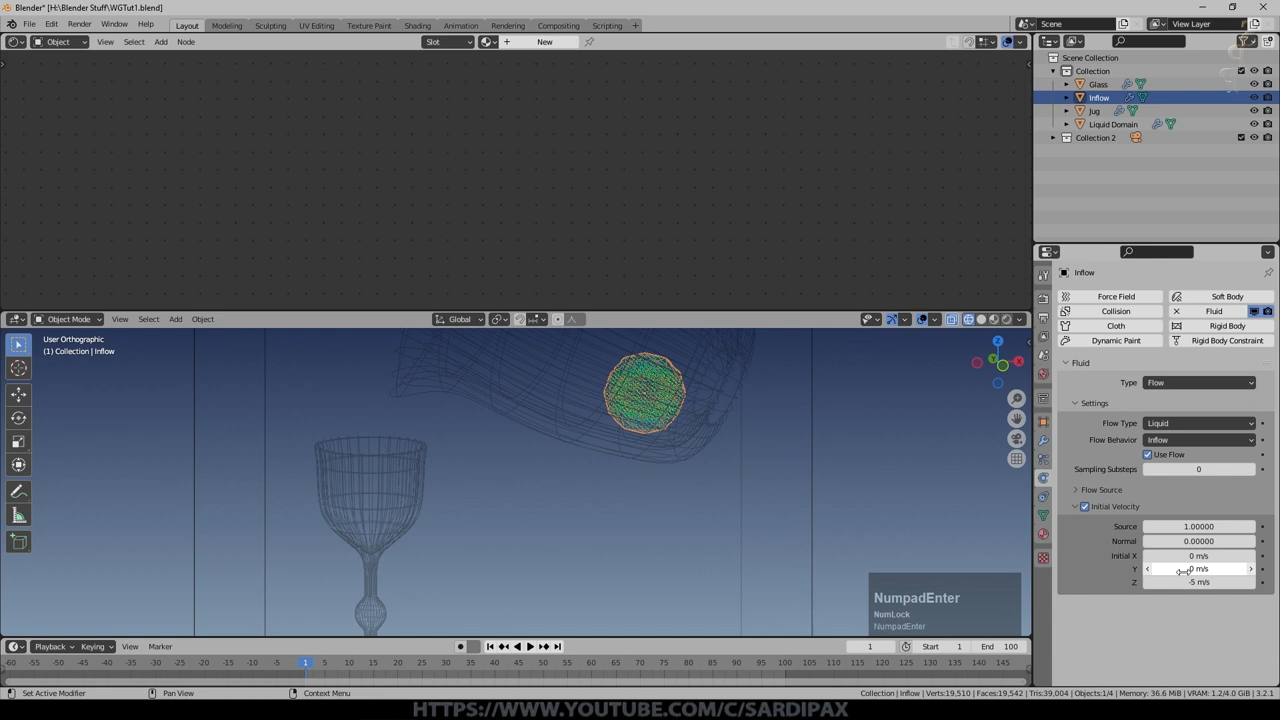 Blender* [H:\Blender Stuff\WGTut1.blend]
File Edit Render Window Help Layout Modeling Sculpting UV Editing Texture Paint Shading Animation Rendering Compositing Scripting Scene View Layer
Object View Select Add Node Slot New
Scene Collection
Collection
Glass
Inflow
Jug
Liquid Domain
Collection 2
Inflow
Force Field Soft Body
Collision Fluid
Cloth Rigid Body
Dynamic Paint Rigid Body Constraint
Object Mode View Select Add Object Global
User Orthographic
(1) Collection | Inflow
Fluid
Type Flow
Settings
Flow Type Liquid
Flow Behavior Inflow
Use Flow
Sampling Substeps 0
Flow Source
Initial Velocity
Source 1.00000
Normal 0.00000
Initial X 0 m/s
Y 0 m/s
Z -5 m/s
NumpadEnter
NumLock
NumpadEnter
Playback Keying View Marker 1 Start 1 End 100
-60 -55 -50 -45 -40 -35 -30 -25 -20 -15 -10 -5 1 5 10 15 20 25 30 35 40 45 50 55 60 65 70 75 80 85 90 95 100 105 110 115 120 125 130 135 140 145
Set Active Modifier Pan View Context Menu Collection | Inflow | Verts:19,510 | Faces:19,542 | Tris:39,004 | Objects:1/4 | Memory: 36.6 MiB | VRAM: 1.2/4.0 GiB | 3.2.1
HTTPS://WWW.YOUTUBE.COM/C/SARDIPAX